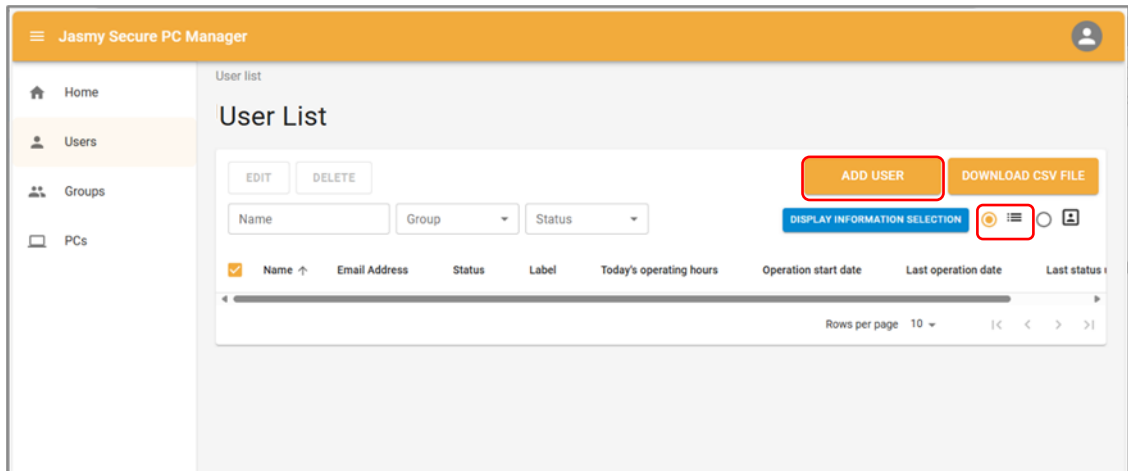 Jasmy Secure PC Manager
Home
Users
Groups
PCs
User list
User List
EDIT DELETE ADD USER DOWNLOAD CSV FILE
Name Group Status DISPLAY INFORMATION SELECTION
Name Email Address Status Label Today's operating hours Operation start date Last operation date Last status
Rows per page 10